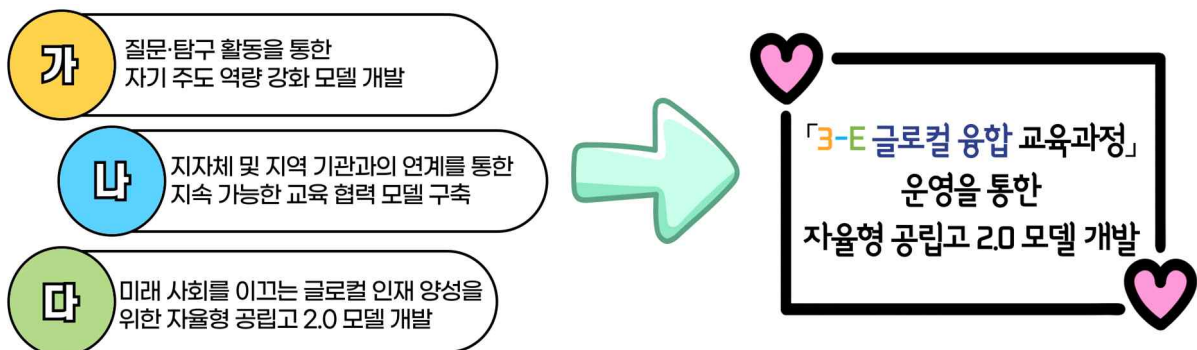 가
질문·탐구 활동을 통한
자기 주도 역량 강화 모델 개발
나
지자체 및 지역 기관과의 연계를 통한
지속 가능한 교육 협력 모델 구축
다
미래 사회를 이끄는 글로컬 인재 양성을
위한 자율형 공립고 2.0 모델 개발
「3-E 글로컬 융합 교육과정」
운영을 통한
자율형 공립고 2.0 모델 개발